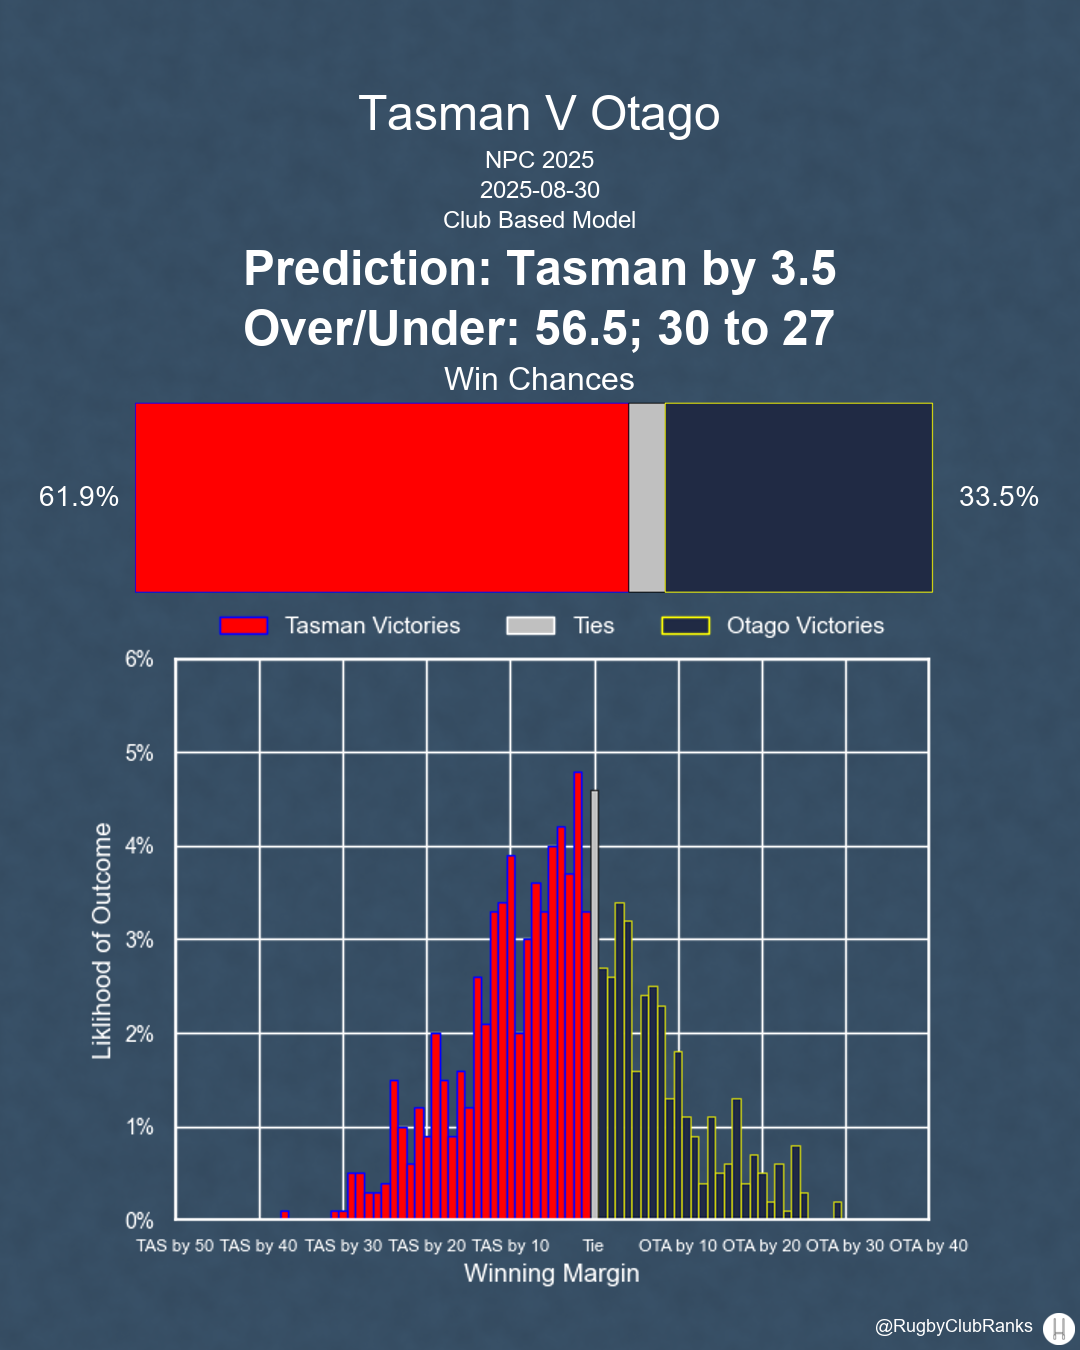 Tasman V Otago
NPC 2025
2025-08-30
Club Based Model
Prediction: Tasman by 3.5
Over/Under: 56.5; 30 to 27
Win Chances
61.9%
33.5%
Tasman Victories
Ties
Otago Victories
6%
5%
4%
3%
2%
1%
0%
Liklihood of Outcome
TAS by 50 TAS by 40 TAS by 30 TAS by 20 TAS by 10 Tie OTA by 10 OTA by 20 OTA by 30 OTA by 40
Winning Margin
@RugbyClubRanks